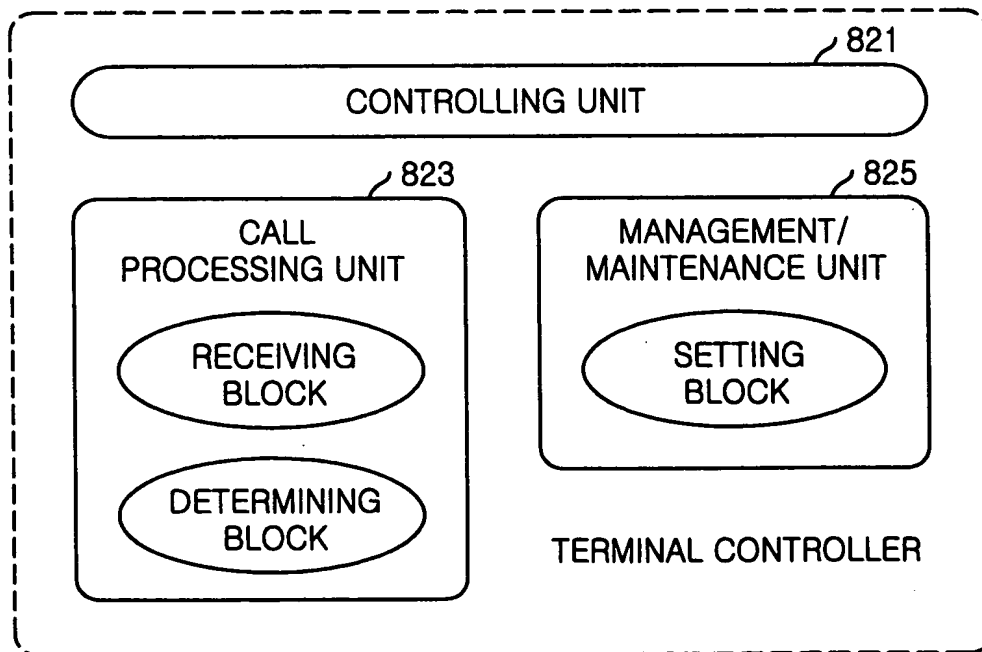 821
CONTROLLING UNIT
823
CALL
PROCESSING UNIT
RECEIVING
BLOCK
DETERMINING
BLOCK
825
MANAGEMENT/
MAINTENANCE UNIT
SETTING
BLOCK
TERMINAL CONTROLLER